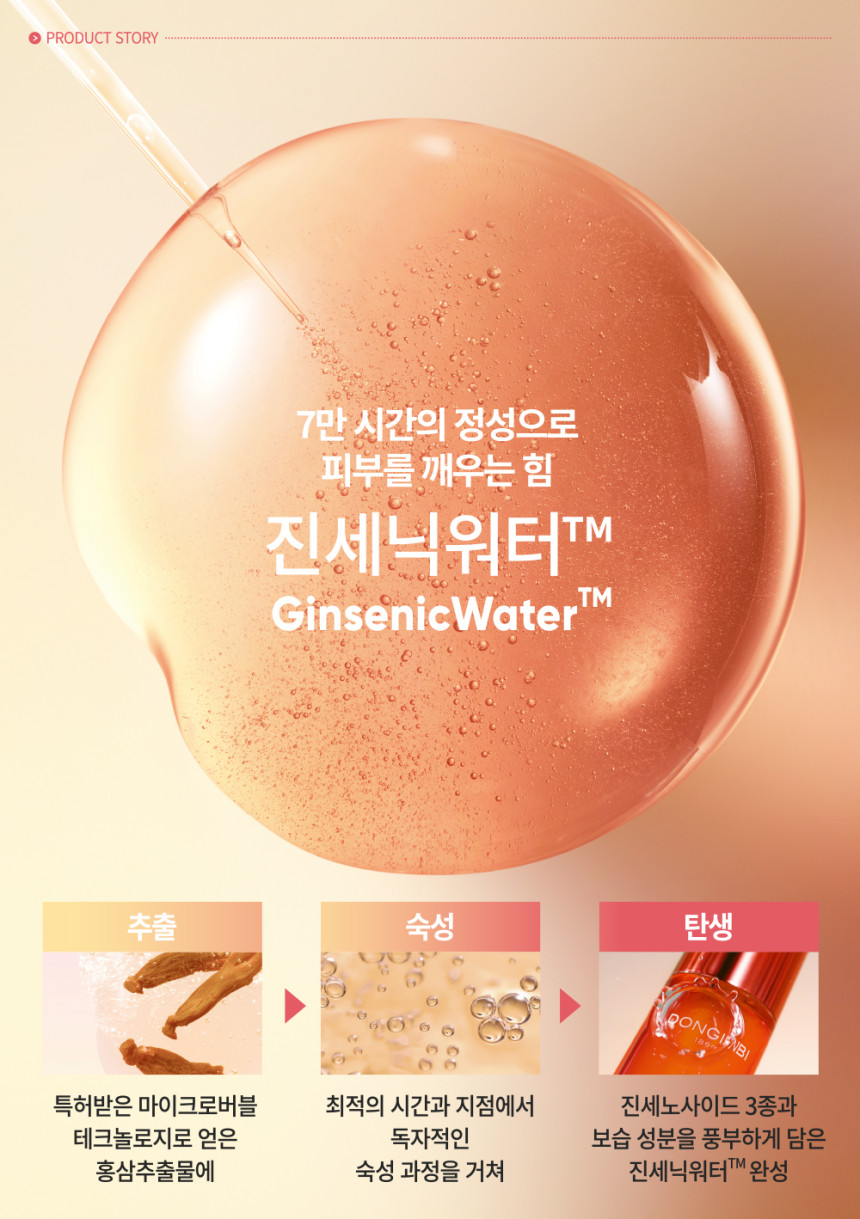 PRODUCT STORY
7만 시간의 정성으로
피부를 깨우는 힘
진세닉워터™
GinsenicWater™
추출
특허받은 마이크로버블
테크놀로지로 얻은
홍삼추출물에
숙성
최적의 시간과 지점에서
독자적인
숙성 과정을 거쳐
탄생
DONGINBI
1899
진세노사이드 3종과
보습 성분을 풍부하게 담은
진세닉워터™ 완성